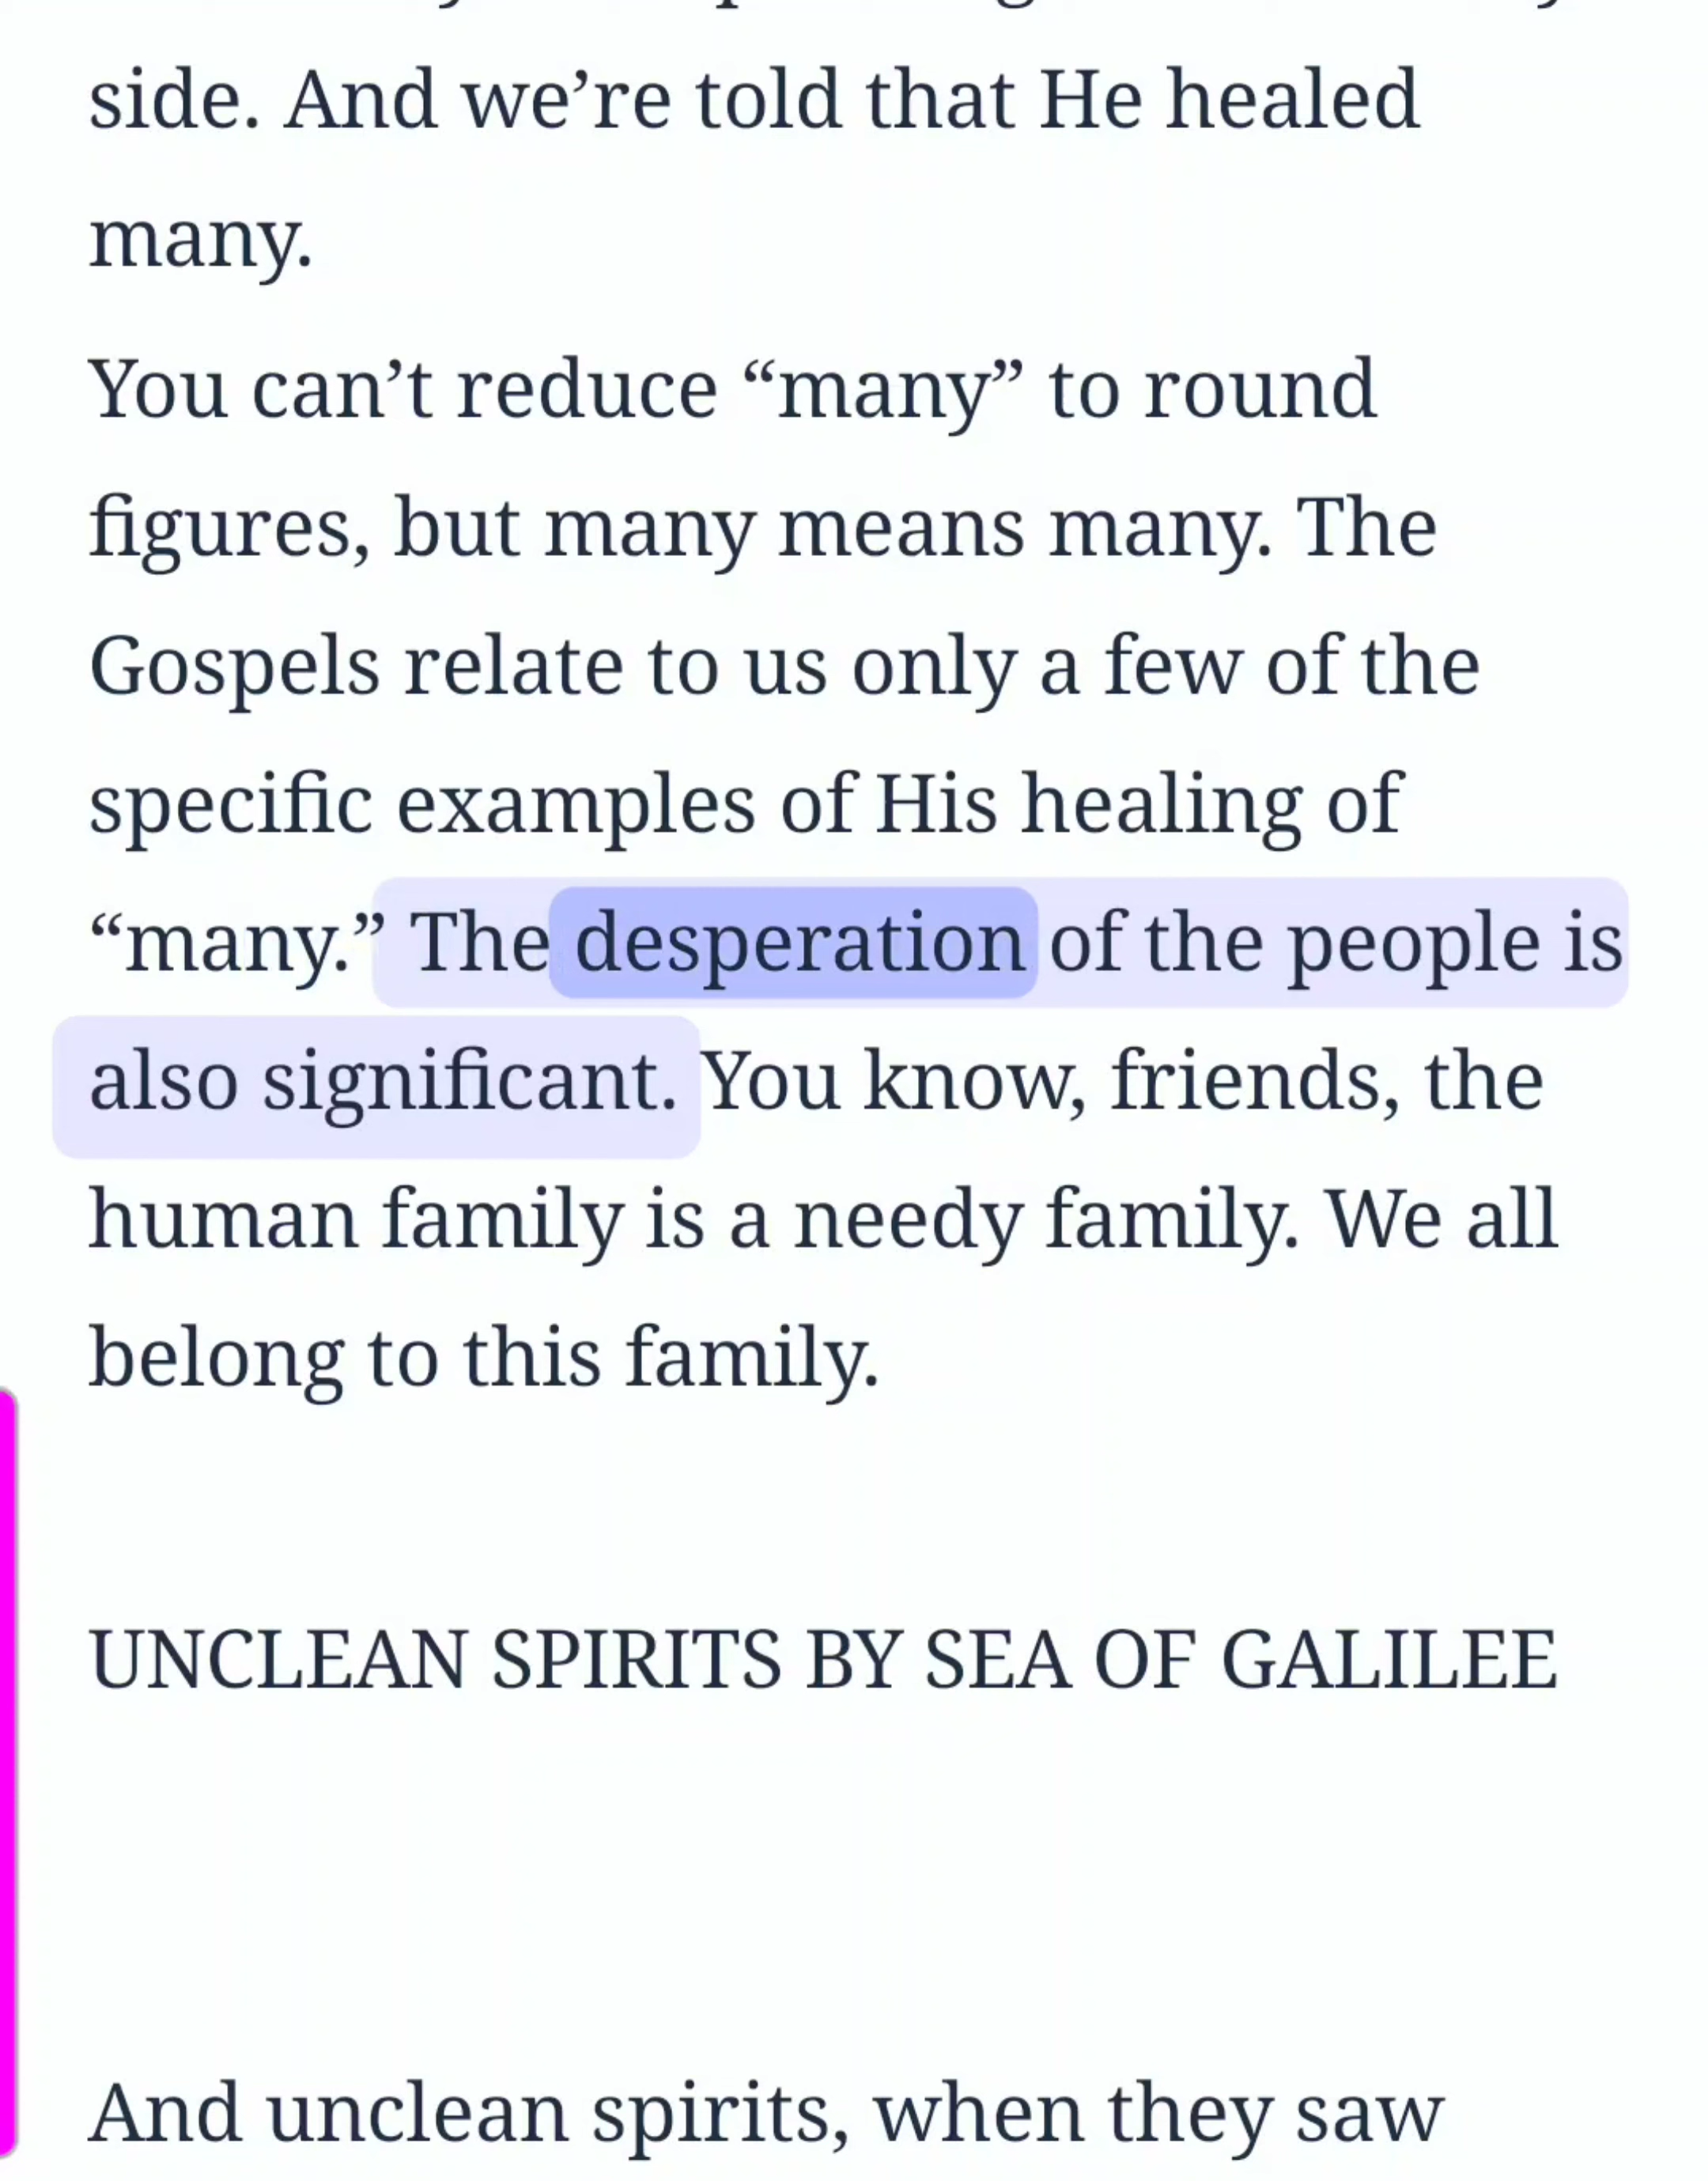 side. And we’re told that He healed
many.
You can’t reduce “many” to round
figures, but many means many. The
Gospels relate to us only a few of the
specific examples of His healing of
“many.” The desperation of the people is
also significant. You know, friends, the
human family is a needy family. We all
belong to this family.
UNCLEAN SPIRITS BY SEA OF GALILEE
And unclean spirits, when they saw